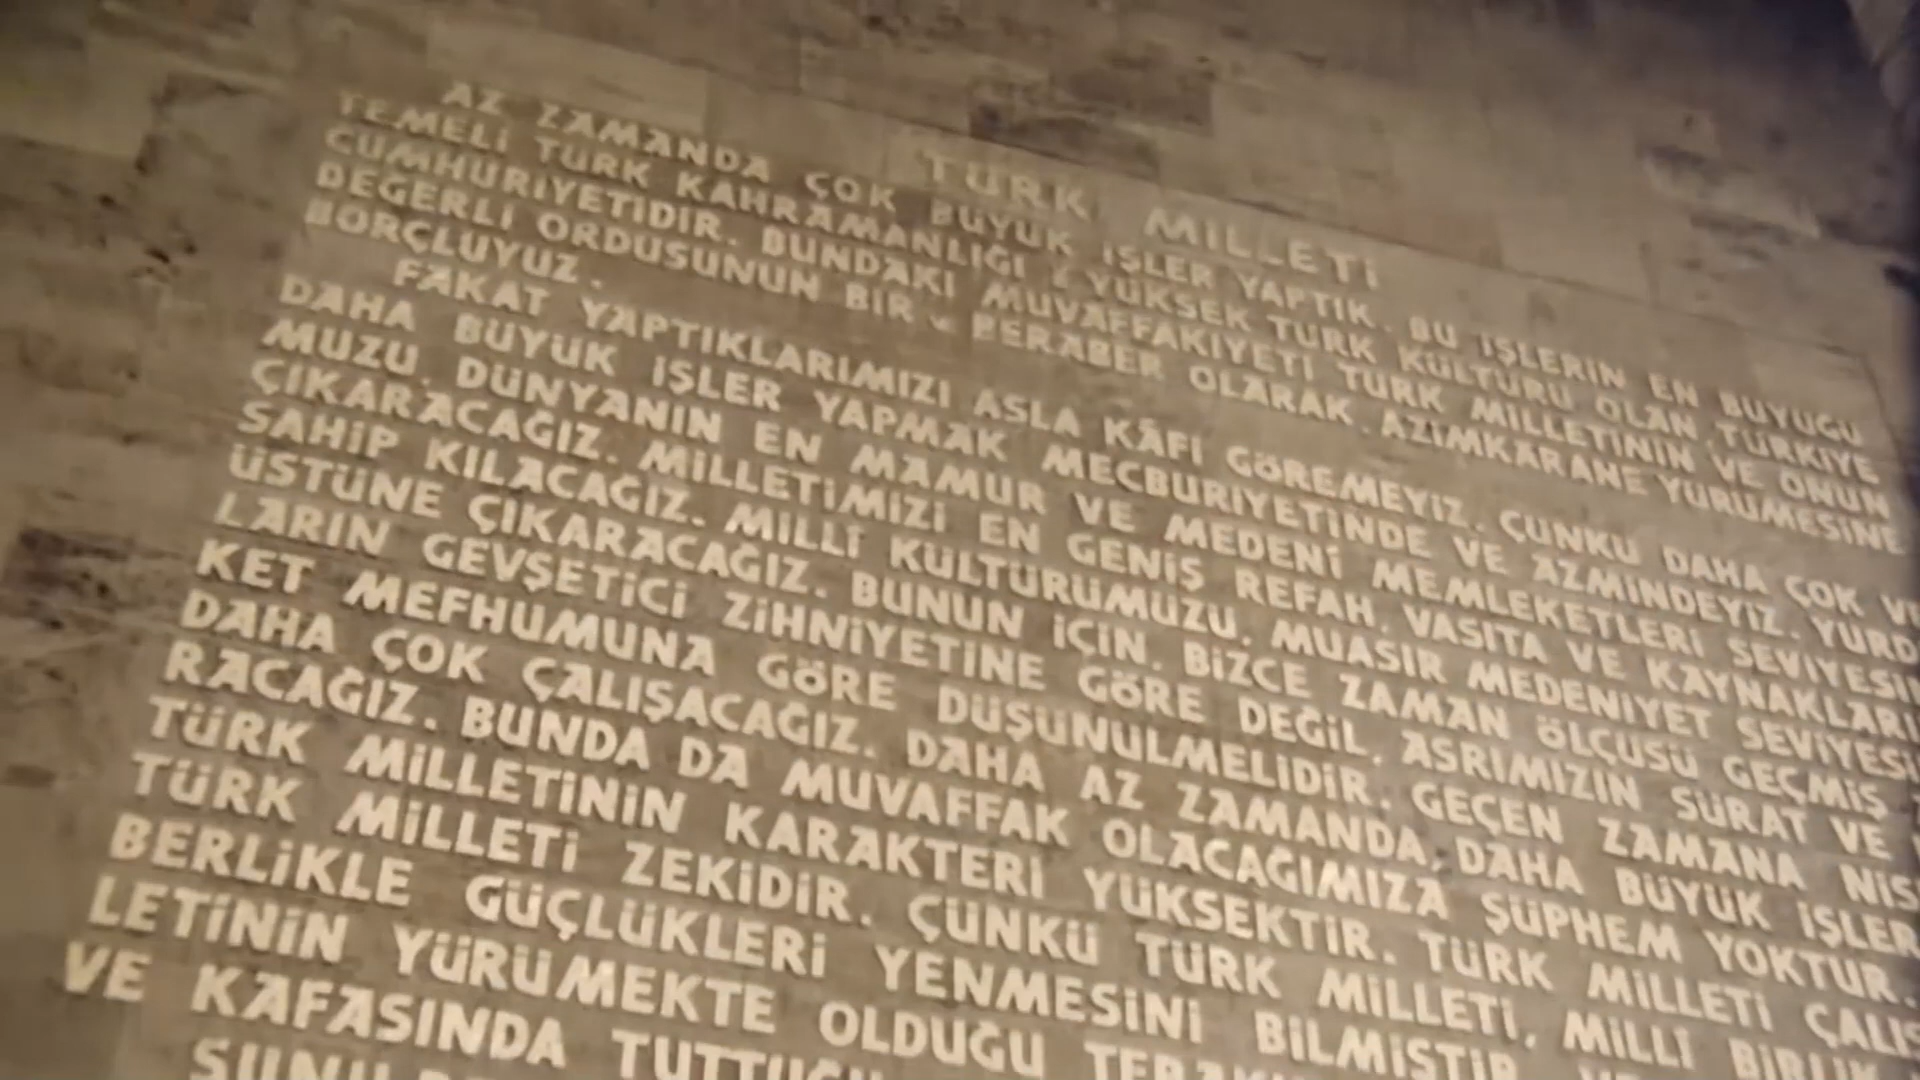 TÜRK MİLLETİ
AZ ZAMANDA ÇOK BÜYÜK İŞLER YAPTIK. BU İŞLERİN EN BÜYÜĞÜ
TEMELİ TÜRK KAHRAMANLIĞI YÜKSEK TÜRK KÜLTÜRÜ OLAN TÜRKİYE
CUMHURİYETİDİR. BUNDAKİ MUVAFFAKİYETİ TÜRK MİLLETİNİN VE ONUN
DEĞERLİ ORDUSUNUN BİR BERABER OLARAK, AZİMKARANE YÜRÜMESİNE
BORÇLUYUZ.
FAKAT YAPTIKLARIMIZI ASLA KÂFİ GÖREMEYİZ. ÇÜNKÜ DAHA ÇOK
DAHA BÜYÜK İŞLER YAPMAK MECBURİYETİNDE VE AZMİNDEYİZ. YURD
MUZU, DÜNYANIN EN MAMUR VE MEDENİ MEMLEKETLERİ SEVİYESİN
ÇIKARACAĞIZ. MİLLETİMİZİ EN GENİŞ REFAH, VASITA VE KAYNAKLARI
SAHİP KILACAĞIZ. MİLLÎ KÜLTÜRÜMÜZÜ, MUASIR MEDENİYET SEVİYESİ
ÜSTÜNE ÇIKARACAĞIZ. BUNUN İÇİN, BİZCE ZAMAN ÖLÇÜSÜ GEÇMİŞ
LARIN GEVŞETİCİ ZİHNİYETİNE GÖRE DEĞİL, ASRIMIZIN SÜRAT VE
KET MEFHUMUNA GÖRE DÜŞÜNÜLMELİDİR. GEÇEN ZAMANA NİS
DAHA ÇOK ÇALIŞACAĞIZ. DAHA AZ ZAMANDA, DAHA BÜYÜK İŞLER
RACAĞIZ. BUNDA DA MUVAFFAK OLACAĞIMIZA ŞÜPHEM YOKTUR.
TÜRK MİLLETİNİN KARAKTERİ YÜKSEKTİR. TÜRK MİLLETİ ÇALIŞ
TÜRK MİLLETİ ZEKİDİR. ÇÜNKÜ TÜRK MİLLETİ, MİLLİ BİRLİK
BERLİKLE GÜÇLÜKLERİ YENMESİNİ BİLMİŞTİR
LETİNİN YÜRÜMEKTE OLDUĞU TERAK
VE KAFASINDA TUTTUĞU